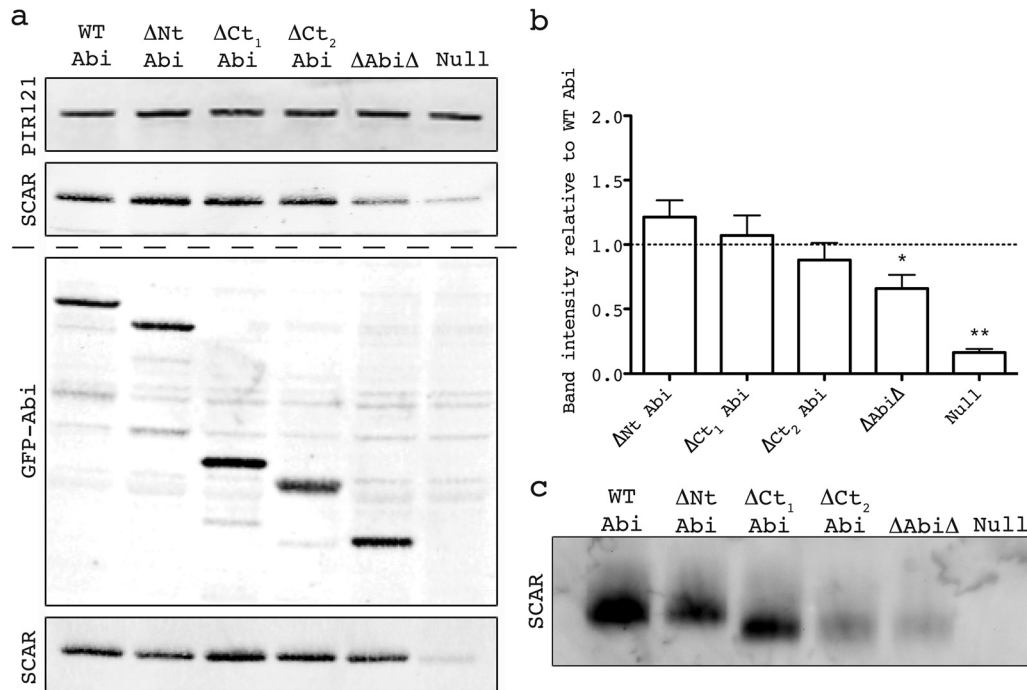 a
WT ΔNt ΔCt₁ ΔCt₂
Abi Abi Abi Abi ΔAbiΔ Null
PIR121
SCAR
GFP-Abi
SCAR
b
Band intensity relative to WT Abi
2.0
1.5
1.0
0.5
0.0
*
**
ΔNt Abi
ΔCt₁ Abi
ΔCt₂ Abi
ΔAbiΔ
Null
c
WT ΔNt ΔCt₁ ΔCt₂
Abi Abi Abi Abi ΔAbiΔ Null
SCAR